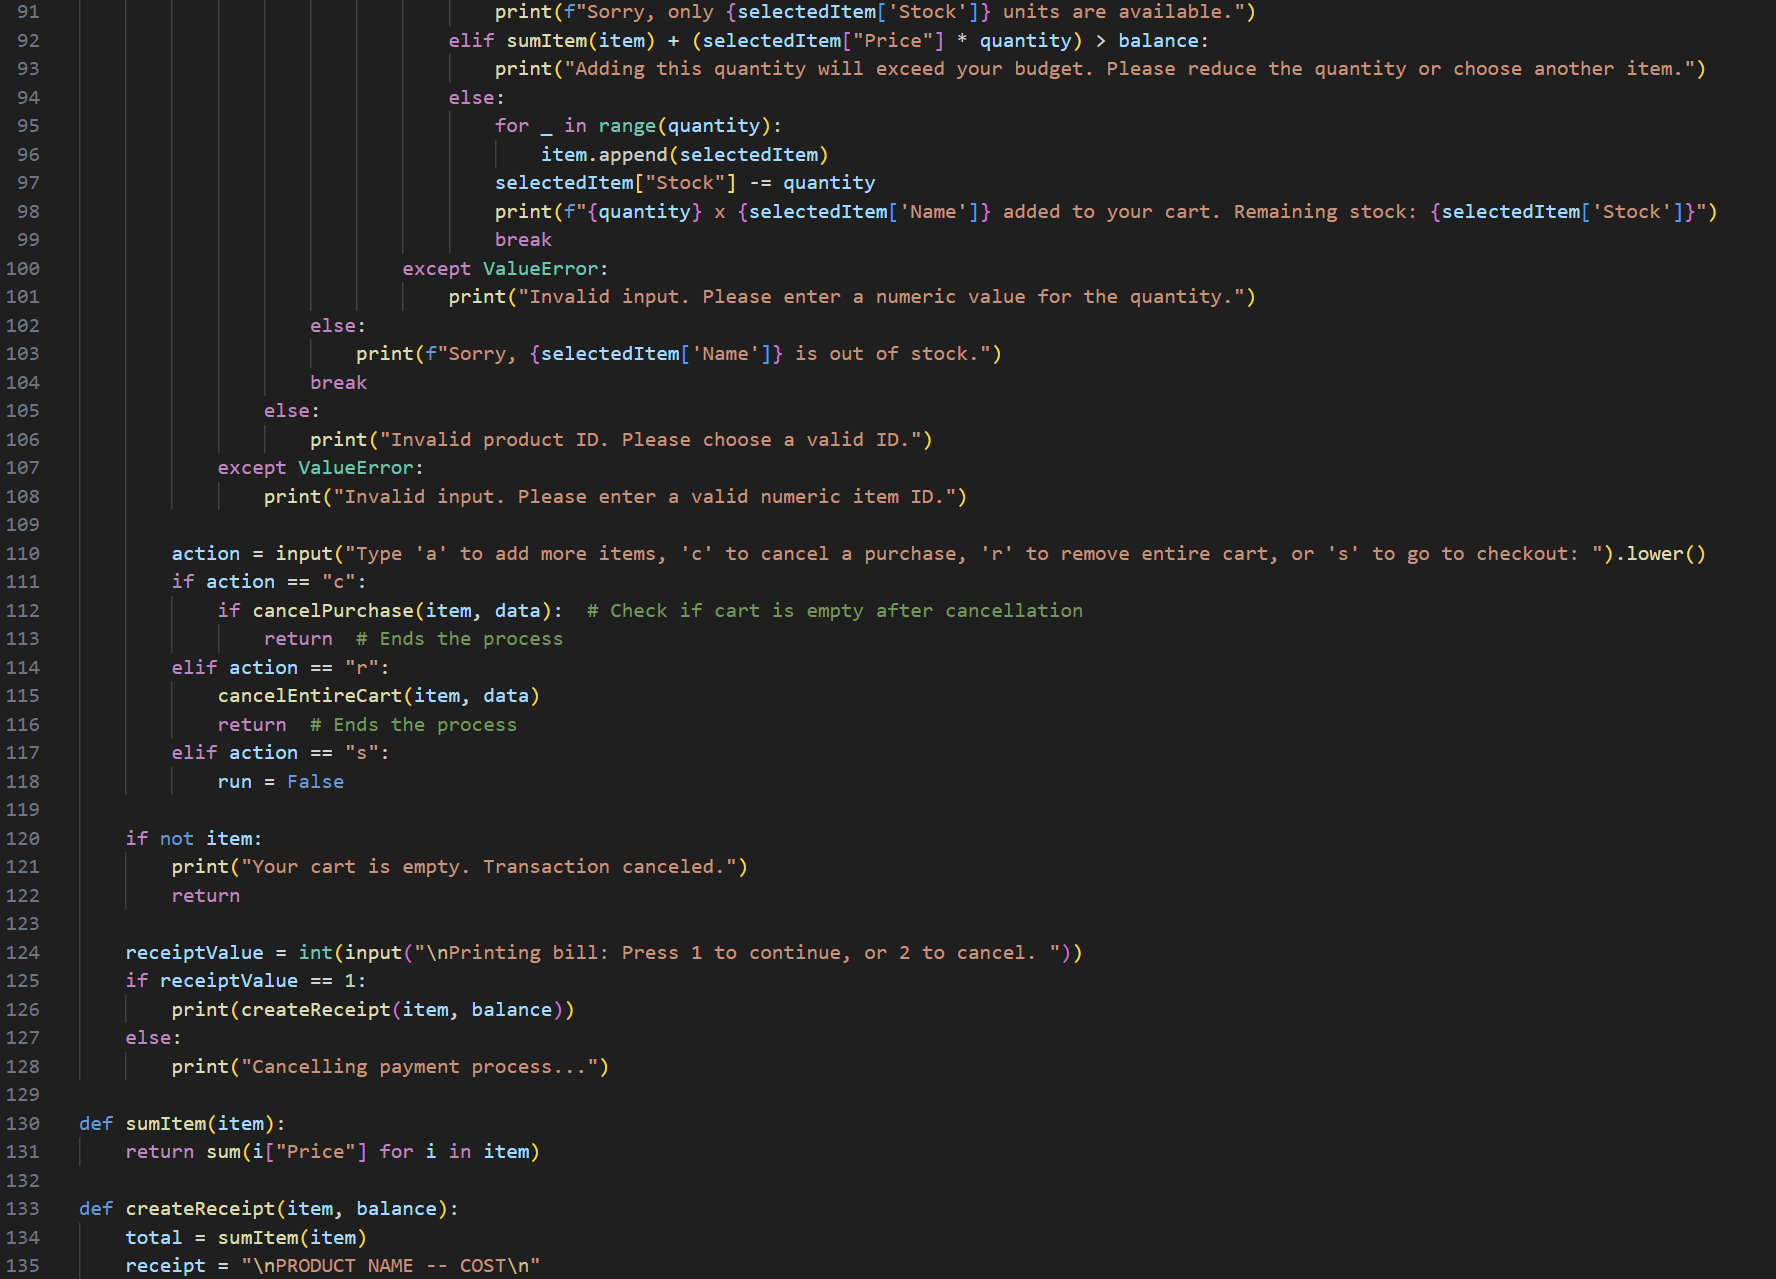 91 print(f"Sorry, only {selectedItem['Stock']} units are available.")
92 elif sumItem(item) + (selectedItem["Price"] * quantity) > balance:
93 print("Adding this quantity will exceed your budget. Please reduce the quantity or choose another item.")
94 else:
95 for _ in range(quantity):
96 item.append(selectedItem)
97 selectedItem["Stock"] -= quantity
98 print(f"{quantity} x {selectedItem['Name']} added to your cart. Remaining stock: {selectedItem['Stock']}")
99 break
100 except ValueError:
101 print("Invalid input. Please enter a numeric value for the quantity.")
102 else:
103 print(f"Sorry, {selectedItem['Name']} is out of stock.")
104 break
105 else:
106 print("Invalid product ID. Please choose a valid ID.")
107 except ValueError:
108 print("Invalid input. Please enter a valid numeric item ID.")
109
110 action = input("Type 'a' to add more items, 'c' to cancel a purchase, 'r' to remove entire cart, or 's' to go to checkout: ").lower()
111 if action == "c":
112 if cancelPurchase(item, data):  # Check if cart is empty after cancellation
113 return  # Ends the process
114 elif action == "r":
115 cancelEntireCart(item, data)
116 return  # Ends the process
117 elif action == "s":
118 run = False
119
120 if not item:
121 print("Your cart is empty. Transaction canceled.")
122 return
123
124 receiptValue = int(input("\nPrinting bill: Press 1 to continue, or 2 to cancel. "))
125 if receiptValue == 1:
126 print(createReceipt(item, balance))
127 else:
128 print("Cancelling payment process...")
129
130 def sumItem(item):
131 return sum(i["Price"] for i in item)
132
133 def createReceipt(item, balance):
134 total = sumItem(item)
135 receipt = "\nPRODUCT NAME -- COST\n"